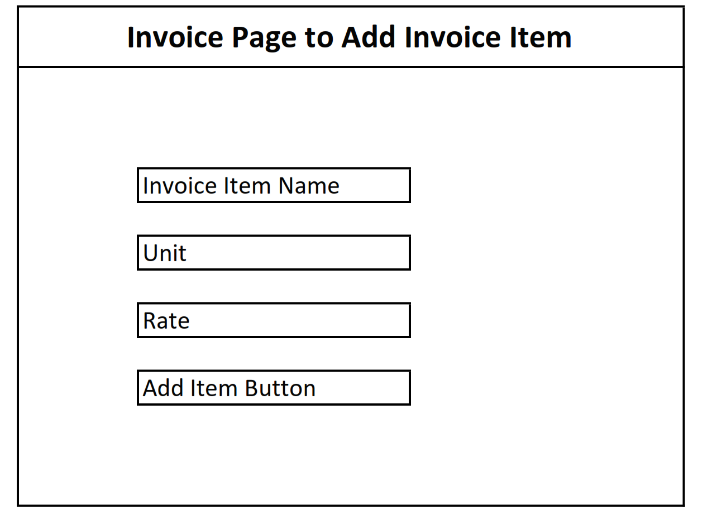 Invoice Page to Add Invoice Item
Invoice Item Name
Unit
Rate
Add Item Button